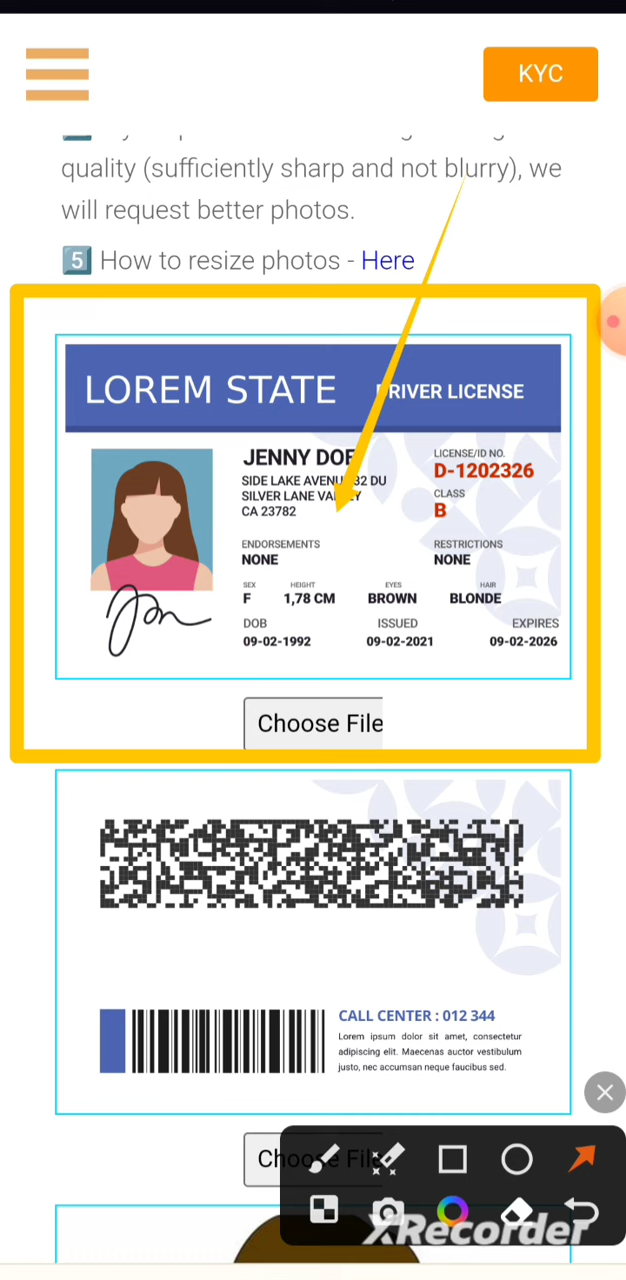 KYC
quality (sufficiently sharp and not blurry), we
will request better photos.
5 How to resize photos - Here
LOREM STATE
DRIVER LICENSE
JENNY DOE
SIDE LAKE AVENU 32 DU
SILVER LANE VA Y
CA 23782
LICENSE/ID NO.
D-1202326
CLASS
B
ENDORSEMENTS
NONE
RESTRICTIONS
NONE
SEX HEIGHT EYES HAIR
F 1,78 CM BROWN BLONDE
DOB ISSUED EXPIRES
09-02-1992 09-02-2021 09-02-2026
Choose File
CALL CENTER : 012 344
Lorem ipsum dolor sit amet, consectetur
adipiscing elit. Maecenas auctor vestibulum
justo, nec accumsan neque faucibus sed.
Choose File
XRecorder